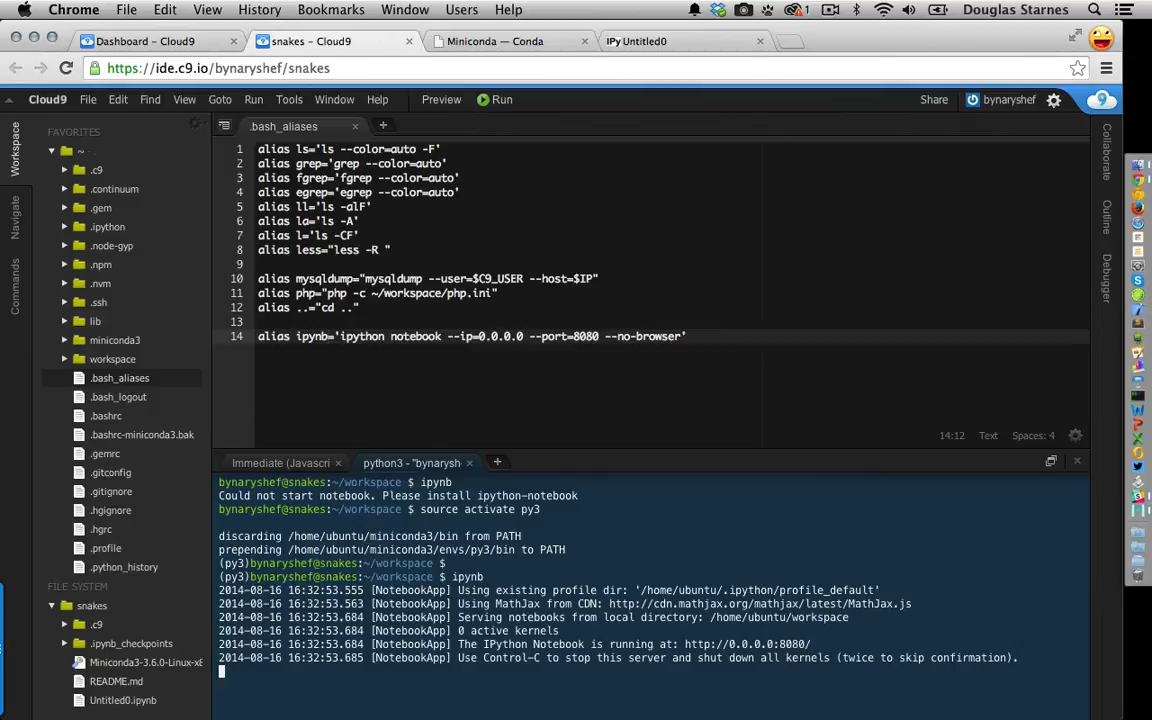 Chrome File Edit View History Bookmarks Window Users Help Douglas Starnes
Dashboard - Cloud9 snakes - Cloud9 Miniconda — Conda IPy Untitled0
https://ide.c9.io/bynaryshef/snakes
Cloud9 File Edit Find View Goto Run Tools Window Help Preview Run Share bynaryshef
Workspace
Navigate
Commands
FAVORITES
~
.c9
.continuum
.gem
.ipython
.node-gyp
.npm
.nvm
.ssh
lib
miniconda3
workspace
.bash_aliases
.bash_logout
.bashrc
.bashrc-miniconda3.bak
.gemrc
.gitconfig
.gitignore
.hgignore
.hgrc
.profile
.python_history
FILE SYSTEM
snakes
.c9
.ipynb_checkpoints
Miniconda3-3.6.0-Linux-x8
README.md
Untitled0.ipynb
.bash_aliases
1 alias ls='ls --color=auto -F'
2 alias grep='grep --color=auto'
3 alias fgrep='fgrep --color=auto'
4 alias egrep='egrep --color=auto'
5 alias ll='ls -alF'
6 alias la='ls -A'
7 alias l='ls -CF'
8 alias less="less -R "
9
10 alias mysqldump="mysqldump --user=$C9_USER --host=$IP"
11 alias php="php -c ~/workspace/php.ini"
12 alias ..="cd .."
13
14 alias ipynb='ipython notebook --ip=0.0.0.0 --port=8080 --no-browser'
14:12 Text Spaces: 4
Collaborate
Outline
Debugger
Immediate (Javascri python3 - "bynarysh
bynaryshef@snakes:~/workspace $ ipynb
Could not start notebook. Please install ipython-notebook
bynaryshef@snakes:~/workspace $ source activate py3
discarding /home/ubuntu/miniconda3/bin from PATH
prepending /home/ubuntu/miniconda3/envs/py3/bin to PATH
(py3)bynaryshef@snakes:~/workspace $
(py3)bynaryshef@snakes:~/workspace $ ipynb
2014-08-16 16:32:53.555 [NotebookApp] Using existing profile dir: '/home/ubuntu/.ipython/profile_default'
2014-08-16 16:32:53.563 [NotebookApp] Using MathJax from CDN: http://cdn.mathjax.org/mathjax/latest/MathJax.js
2014-08-16 16:32:53.684 [NotebookApp] Serving notebooks from local directory: /home/ubuntu/workspace
2014-08-16 16:32:53.684 [NotebookApp] 0 active kernels
2014-08-16 16:32:53.684 [NotebookApp] The IPython Notebook is running at: http://0.0.0.0:8080/
2014-08-16 16:32:53.685 [NotebookApp] Use Control-C to stop this server and shut down all kernels (twice to skip confirmation).